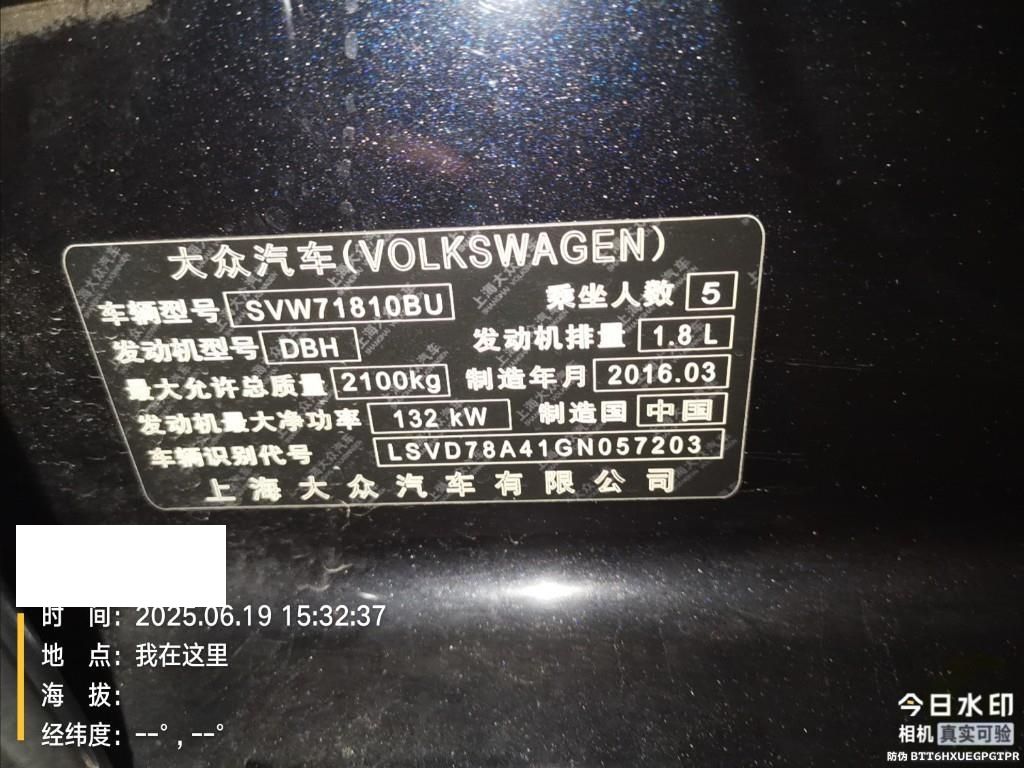 大众汽车(VOLKSWAGEN)
车辆型号 SVW71810BU 乘坐人数 5
发动机型号 DBH 发动机排量 1.8 L
最大允许总质量 2100kg 制造年月 2016.03
发动机最大净功率 132 kW 制造国 中国
车辆识别代号 LSVD78A41GN057203
上海大众汽车有限公司
时 间: 2025.06.19 15:32:37
地 点: 我在这里
海 拔:
经纬度: --°, --°
今日水印
相机 真实可验
防伪 BTT6HXUEGPGTPR